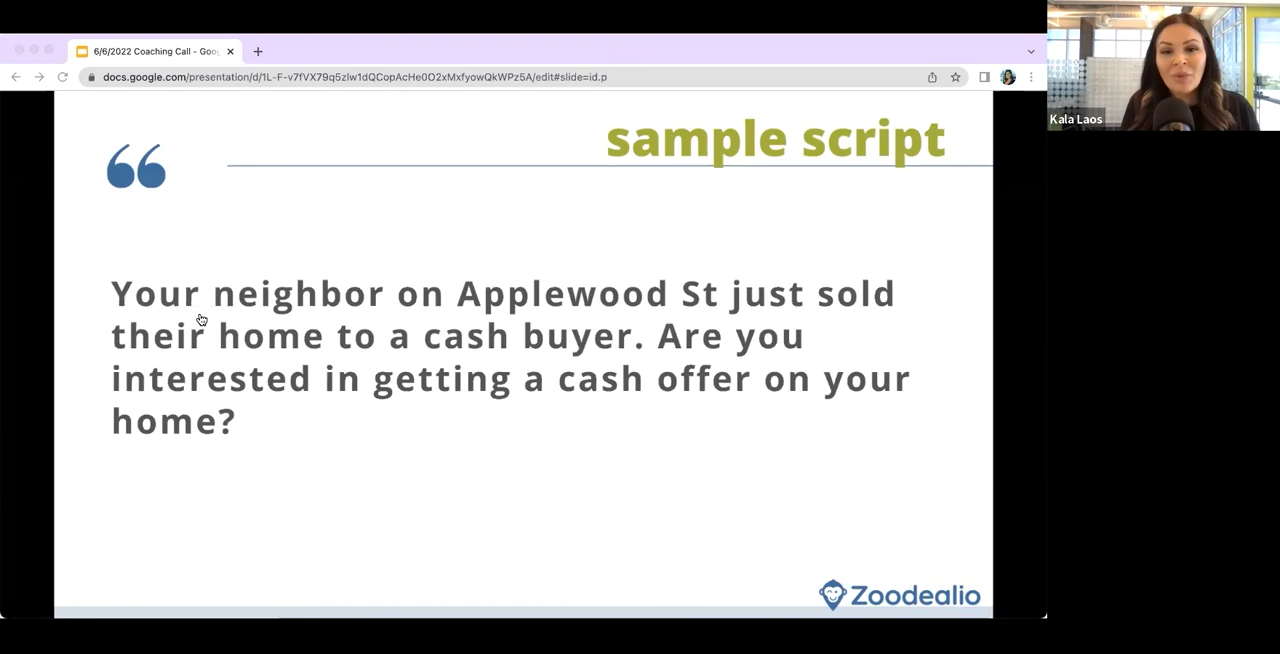 6/6/2022 Coaching Call - Goo
docs.google.com/presentation/d/1L-F-v7fVX79q5zIw1dQCopAcHe0O2xMxfyowQkWPz5A/edit#slide=id.p
Kala Laos
sample script
Your neighbor on Applewood St just sold
their home to a cash buyer. Are you
interested in getting a cash offer on your
home?
Zoodealio